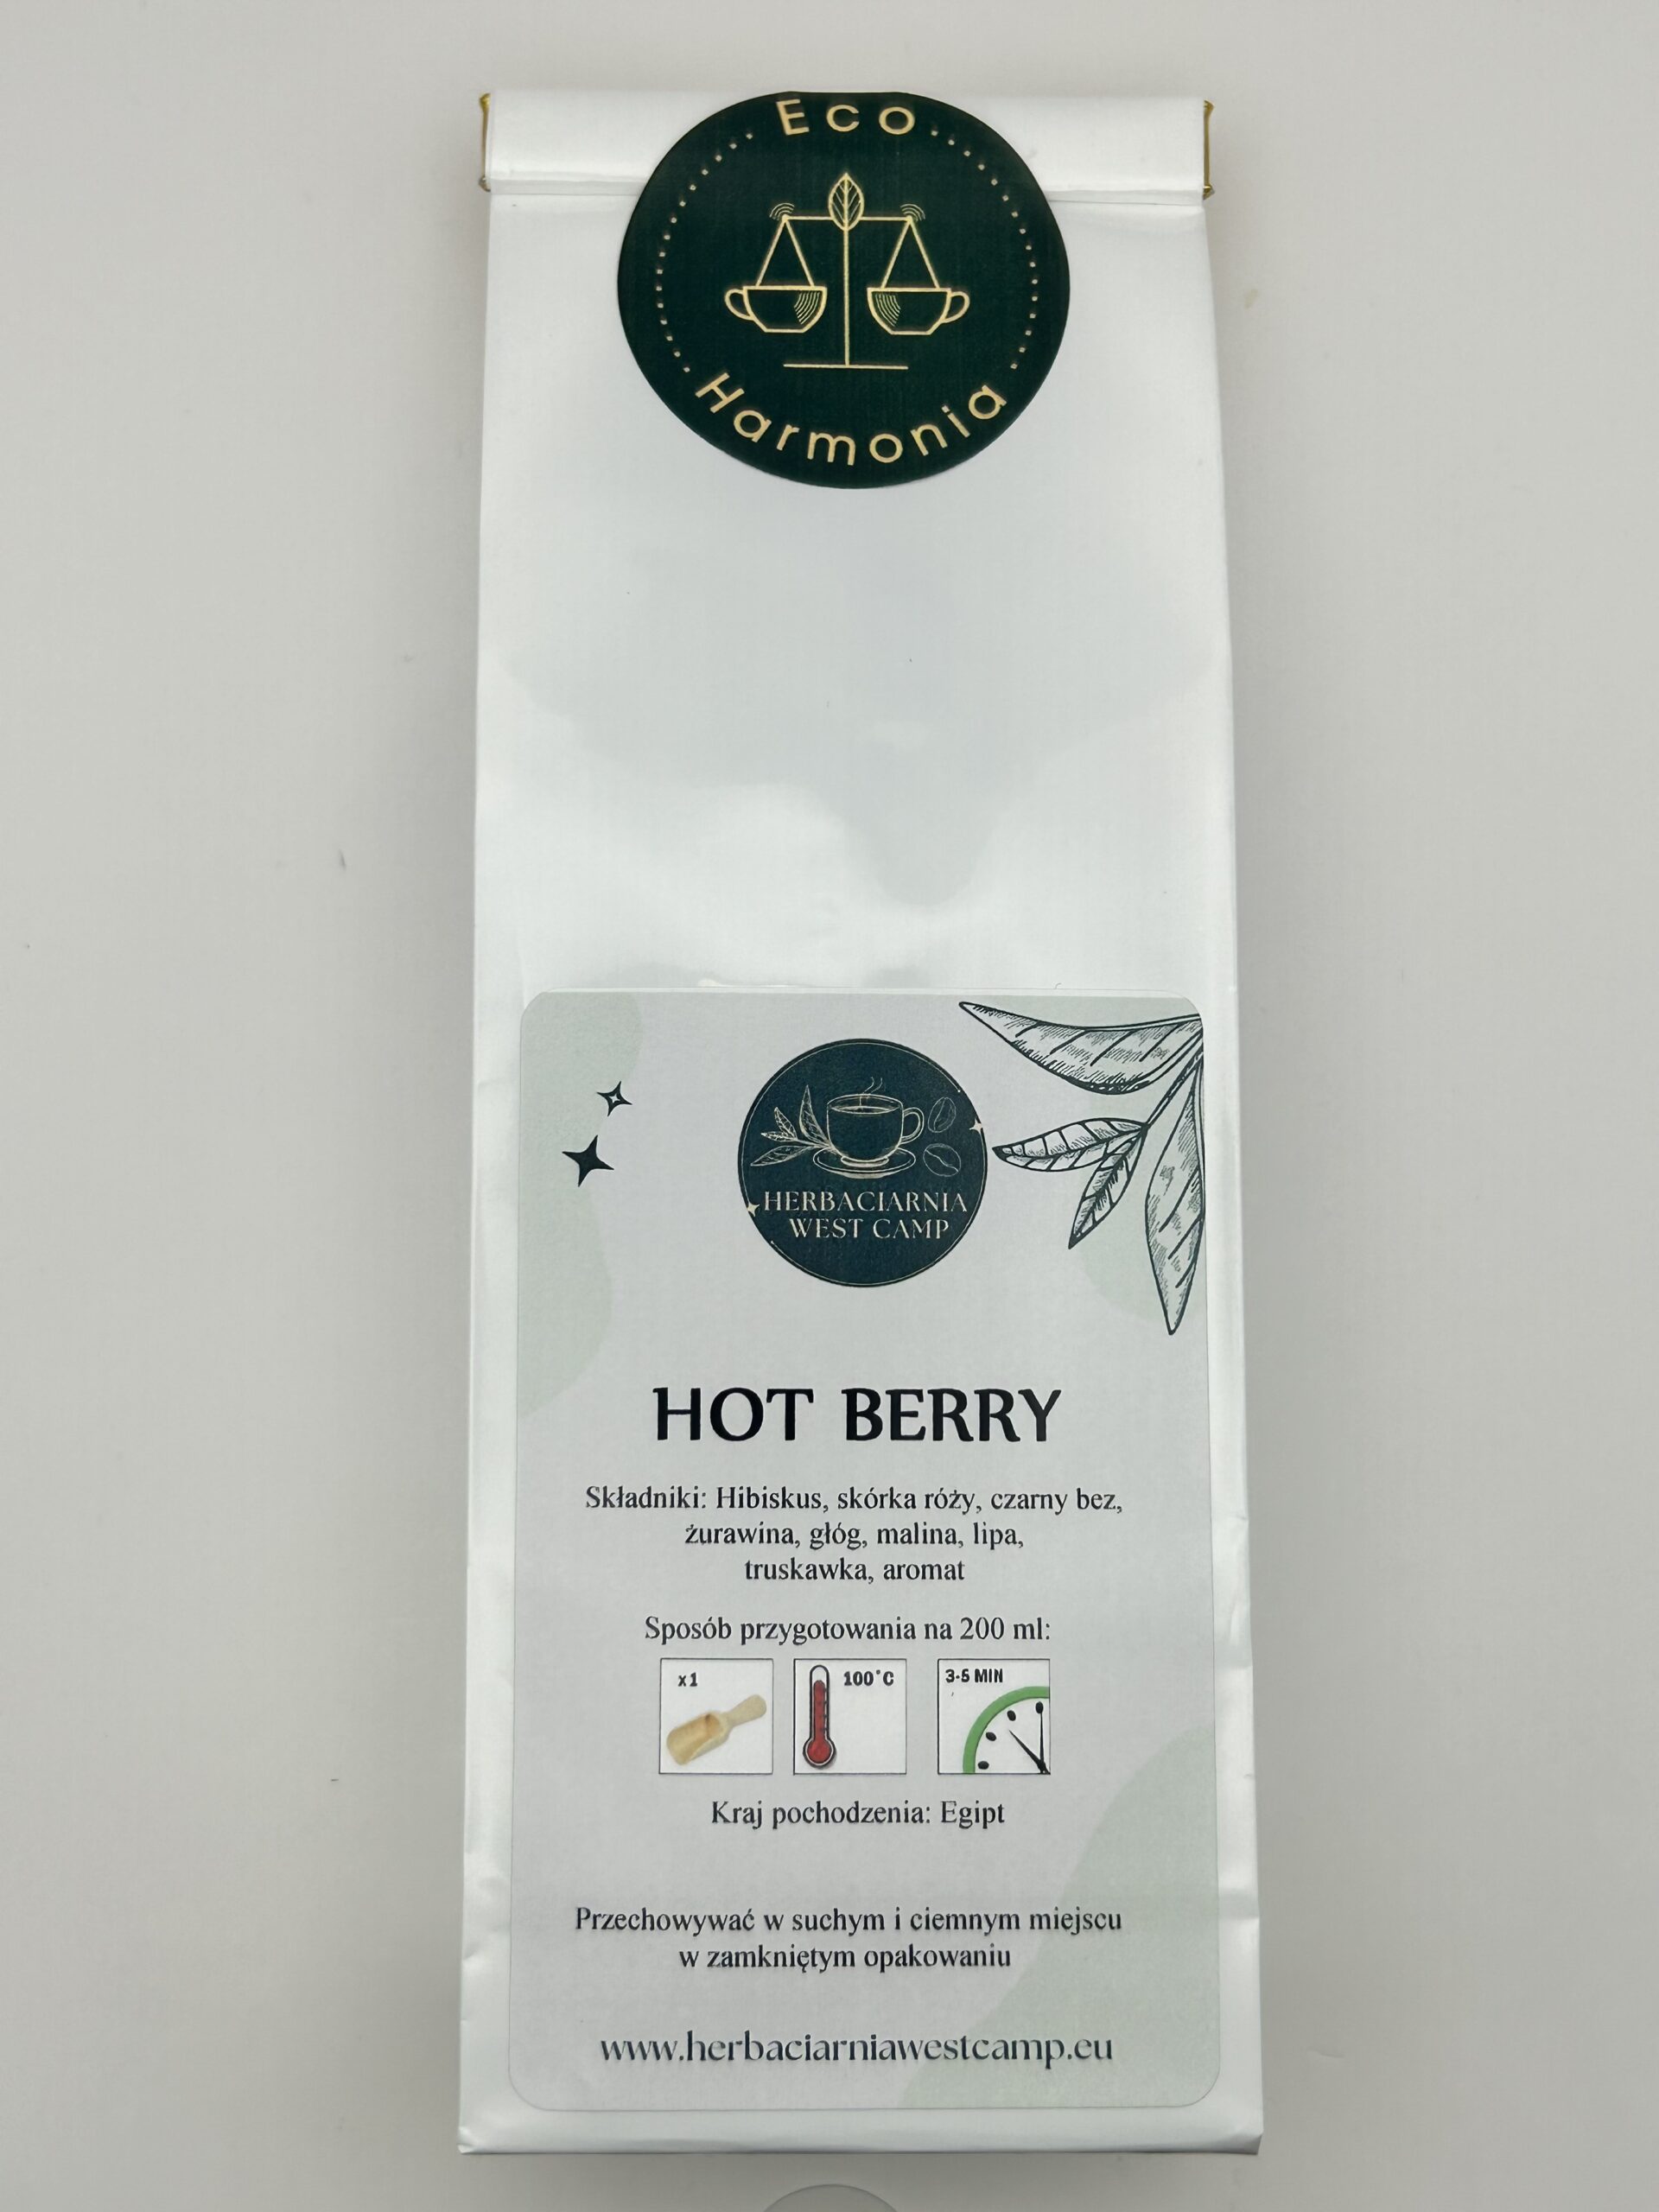 Eco
Harmonia
HERBACIARNIA
WEST CAMP
HOT BERRY
Składniki: Hibiskus, skórka róży, czarny bez,
żurawina, głóg, malina, lipa,
truskawka, aromat
Sposób przygotowania na 200 ml:
x1
100°C
3-5 MIN
Kraj pochodzenia: Egipt
Przechowywać w suchym i ciemnym miejscu
w zamkniętym opakowaniu
www.herbaciarniawestcamp.eu